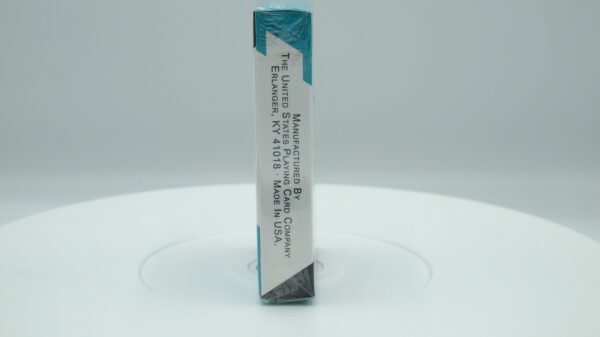 Manufactured By
The United States Playing Card Company
Erlanger, KY 41018 · Made In USA.